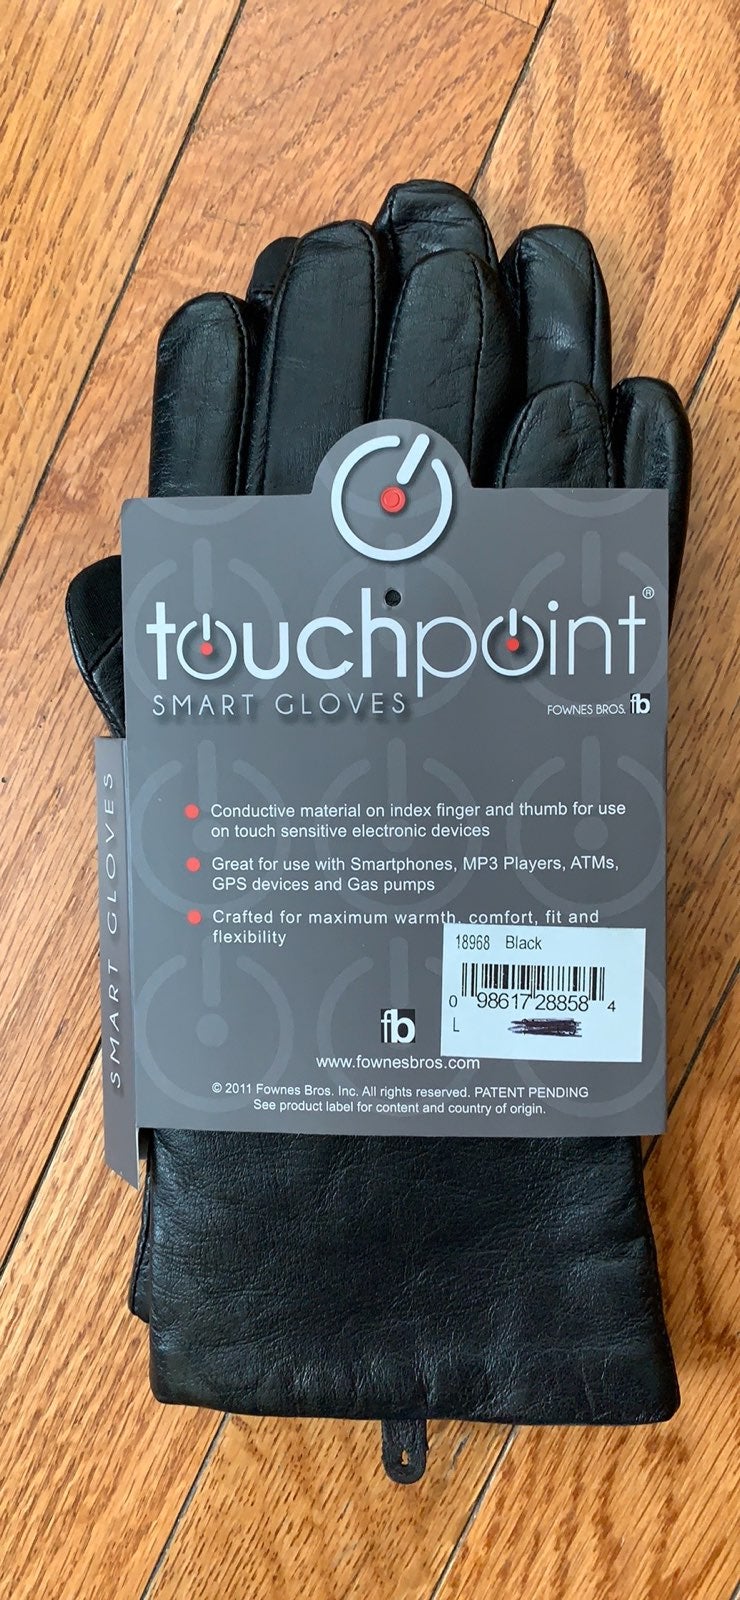 touchpoint®
SMART GLOVES
FOWNES BROS. fb
SMART GLOVES
Conductive material on index finger and thumb for use
on touch sensitive electronic devices
Great for use with Smartphones, MP3 Players, ATMs,
GPS devices and Gas pumps
Crafted for maximum warmth, comfort, fit and
flexibility
18968 Black
0 98617 28858 4
L
fb
www.fownesbros.com
© 2011 Fownes Bros. Inc. All rights reserved. PATENT PENDING
See product label for content and country of origin.